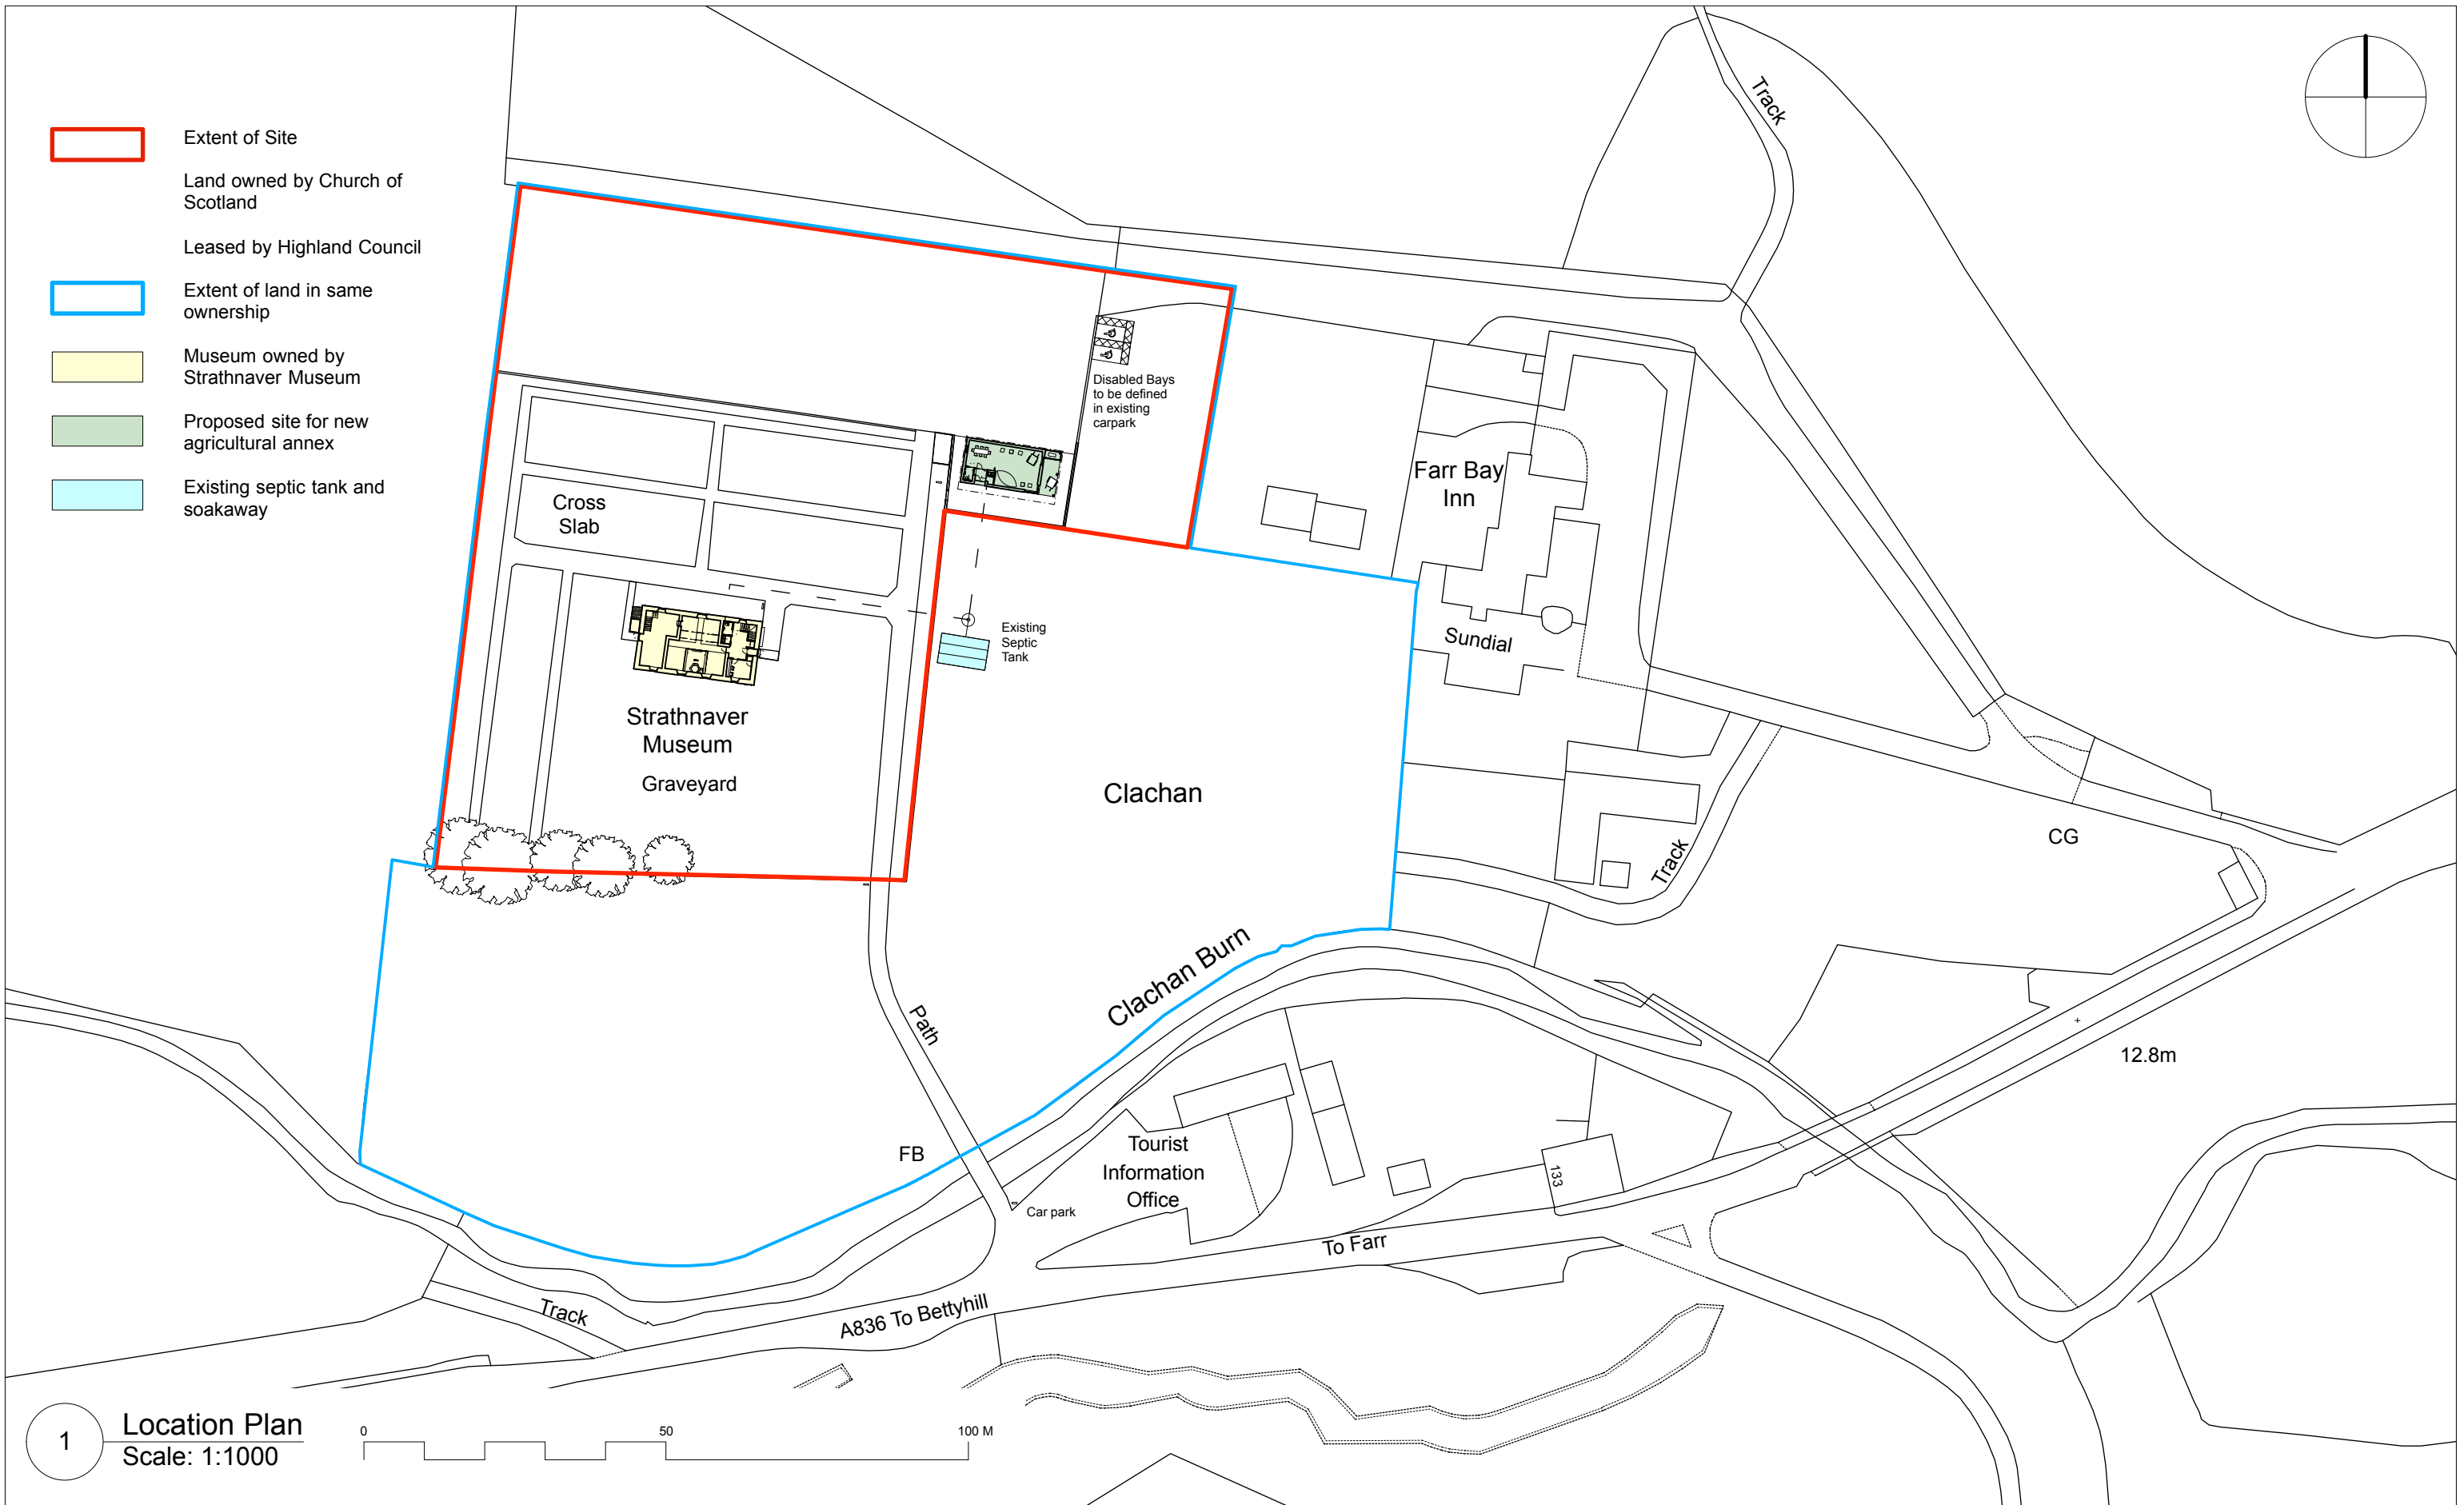 Extent of Site
Land owned by Church of
Scotland
Leased by Highland Council
Extent of land in same
ownership
Museum owned by
Strathnaver Museum
Proposed site for new
agricultural annex
Existing septic tank and
soakaway
Track
Disabled Bays
to be defined
in existing
carpark
Farr Bay
Inn
Cross
Slab
Existing
Septic
Tank
Sundial
Strathnaver
Museum
Graveyard
Clachan
CG
Track
Clachan Burn
Path
12.8m
FB
Tourist
Information
Office
133
Car park
To Farr
Track
A836 To Bettyhill
1
Location Plan
Scale: 1:1000
0
50
100 M